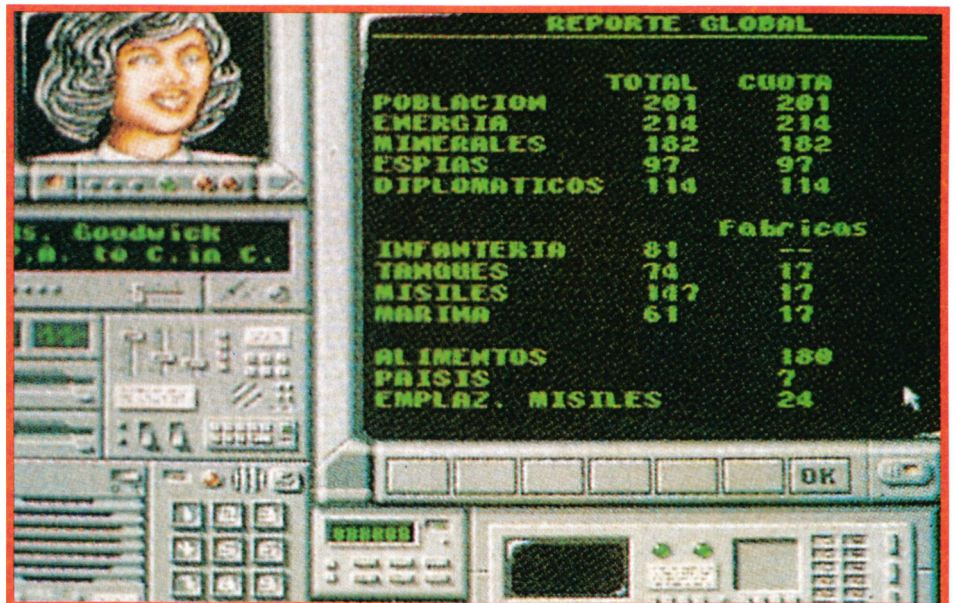 REPORTE GLOBAL
TOTAL CUOTA
POBLACION 201 201
ENERGIA 214 214
MINERALES 182 182
ESPIAS 97 97
DIPLOMATICOS 114 114
Fabricas
INFANTERIA 81 --
TANQUES 74 17
MISILES 147 17
MARINA 61 17
ALIMENTOS 180
PAISIS 7
EMPLAZ. MISILES 24
OK
s. Goodwick
P.A. to C.in C.